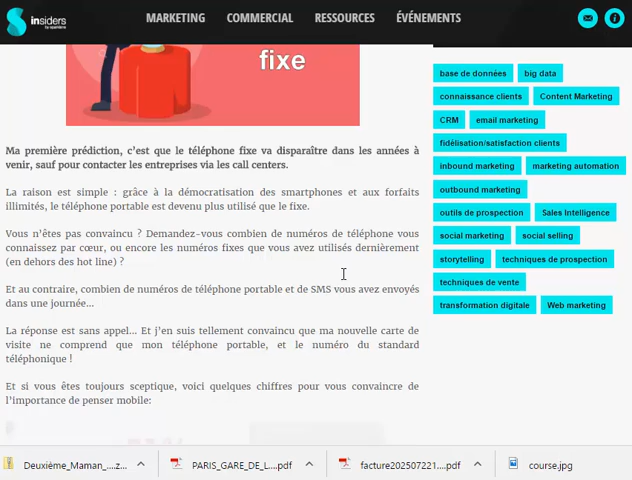 insiders
MARKETING
COMMERCIAL
RESSOURCES
ÉVÉNEMENTS
fixe
Ma première prédiction, c'est que le téléphone fixe va disparaître dans les années à
venir, sauf pour contacter les entreprises via les call centers.
La raison est simple : grâce à la démocratisation des smartphones et aux forfaits
illimités, le téléphone portable est devenu plus utilisé que le fixe.
Vous n'êtes pas convaincu ? Demandez-vous combien de numéros de téléphone vous
connaissez par cœur, ou encore les numéros fixes que vous avez utilisés dernièrement
(en dehors des hot line) ?
Et au contraire, combien de numéros de téléphone portable et de SMS vous avez envoyés
dans une journée...
La réponse est sans appel... Et j'en suis tellement convaincu que ma nouvelle carte de
visite ne comprend que mon téléphone portable, et le numéro du standard
téléphonique !
Et si vous êtes toujours sceptique, voici quelques chiffres pour vous convaincre de
l'importance de penser mobile:
base de données
big data
connaissance clients
Content Marketing
CRM
email marketing
fidélisation/satisfaction clients
inbound marketing
marketing automation
outbound marketing
outils de prospection
Sales Intelligence
social marketing
social selling
storytelling
techniques de prospection
techniques de vente
transformation digitale
Web marketing
Deuxième_Maman_....z...
PARIS_GARE_DE_L....pdf
facture202507221....pdf
course.jpg